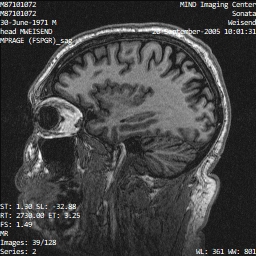 M87101072
M87101072
30-June-1971 M
head MWEISEND
MPRAGE (FSPGR)_sag
MIND Imaging Center
Sonata
Weisend
20-September-2005 10:01:31
ST: 1.30 SL: -32.88
RT: 2730.00 ET: 3.25
FS: 1.49
MR
Images: 39/128
Series: 2
WL: 361 WW: 801